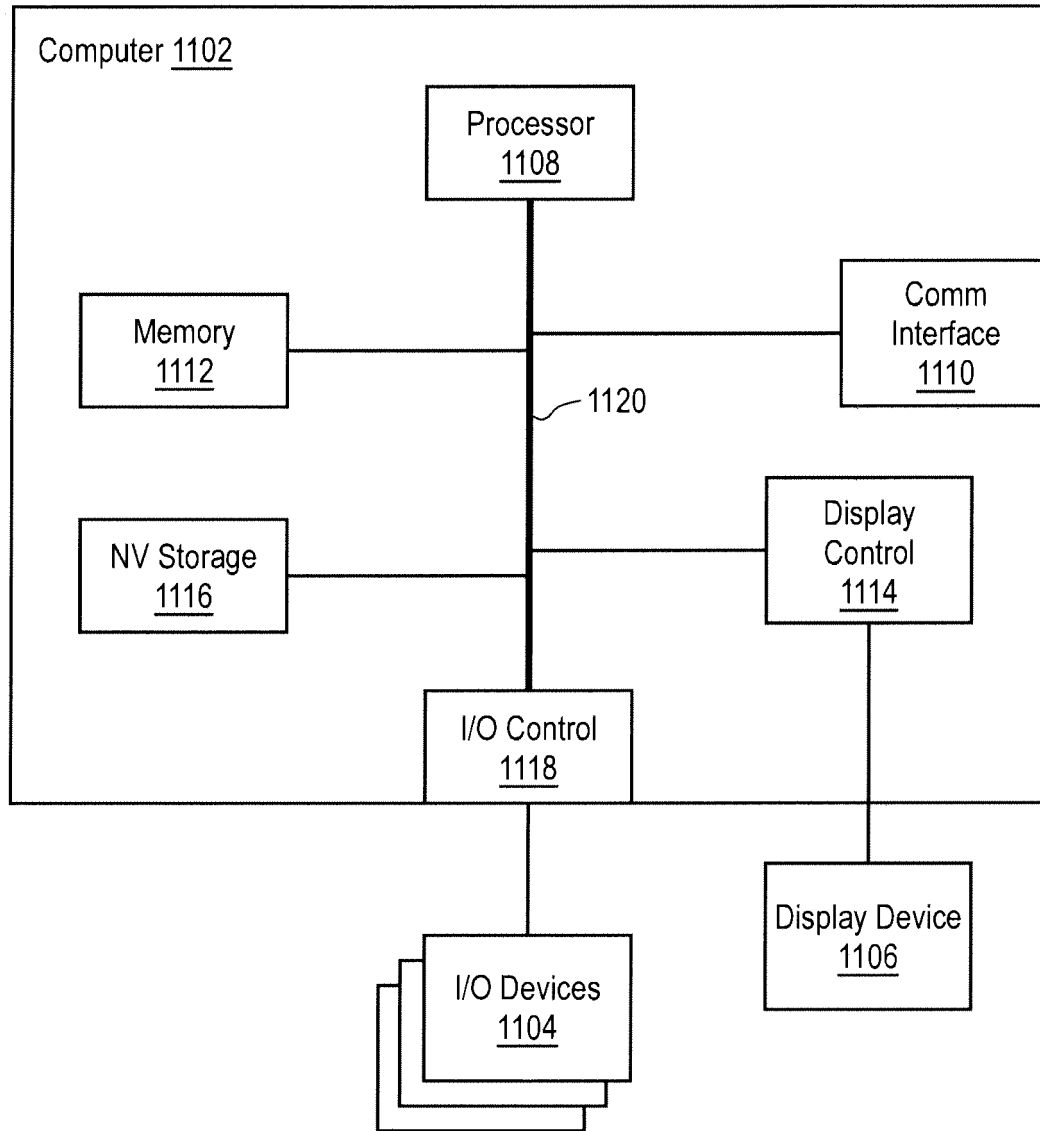 Computer 1102
Processor
1108
Memory
1112
Comm
Interface
1110
1120
NV Storage
1116
Display
Control
1114
I/O Control
1118
Display Device
1106
I/O Devices
1104